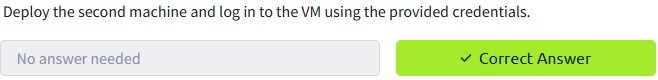 Deploy the second machine and log in to the VM using the provided credentials.
No answer needed
✓ Correct Answer